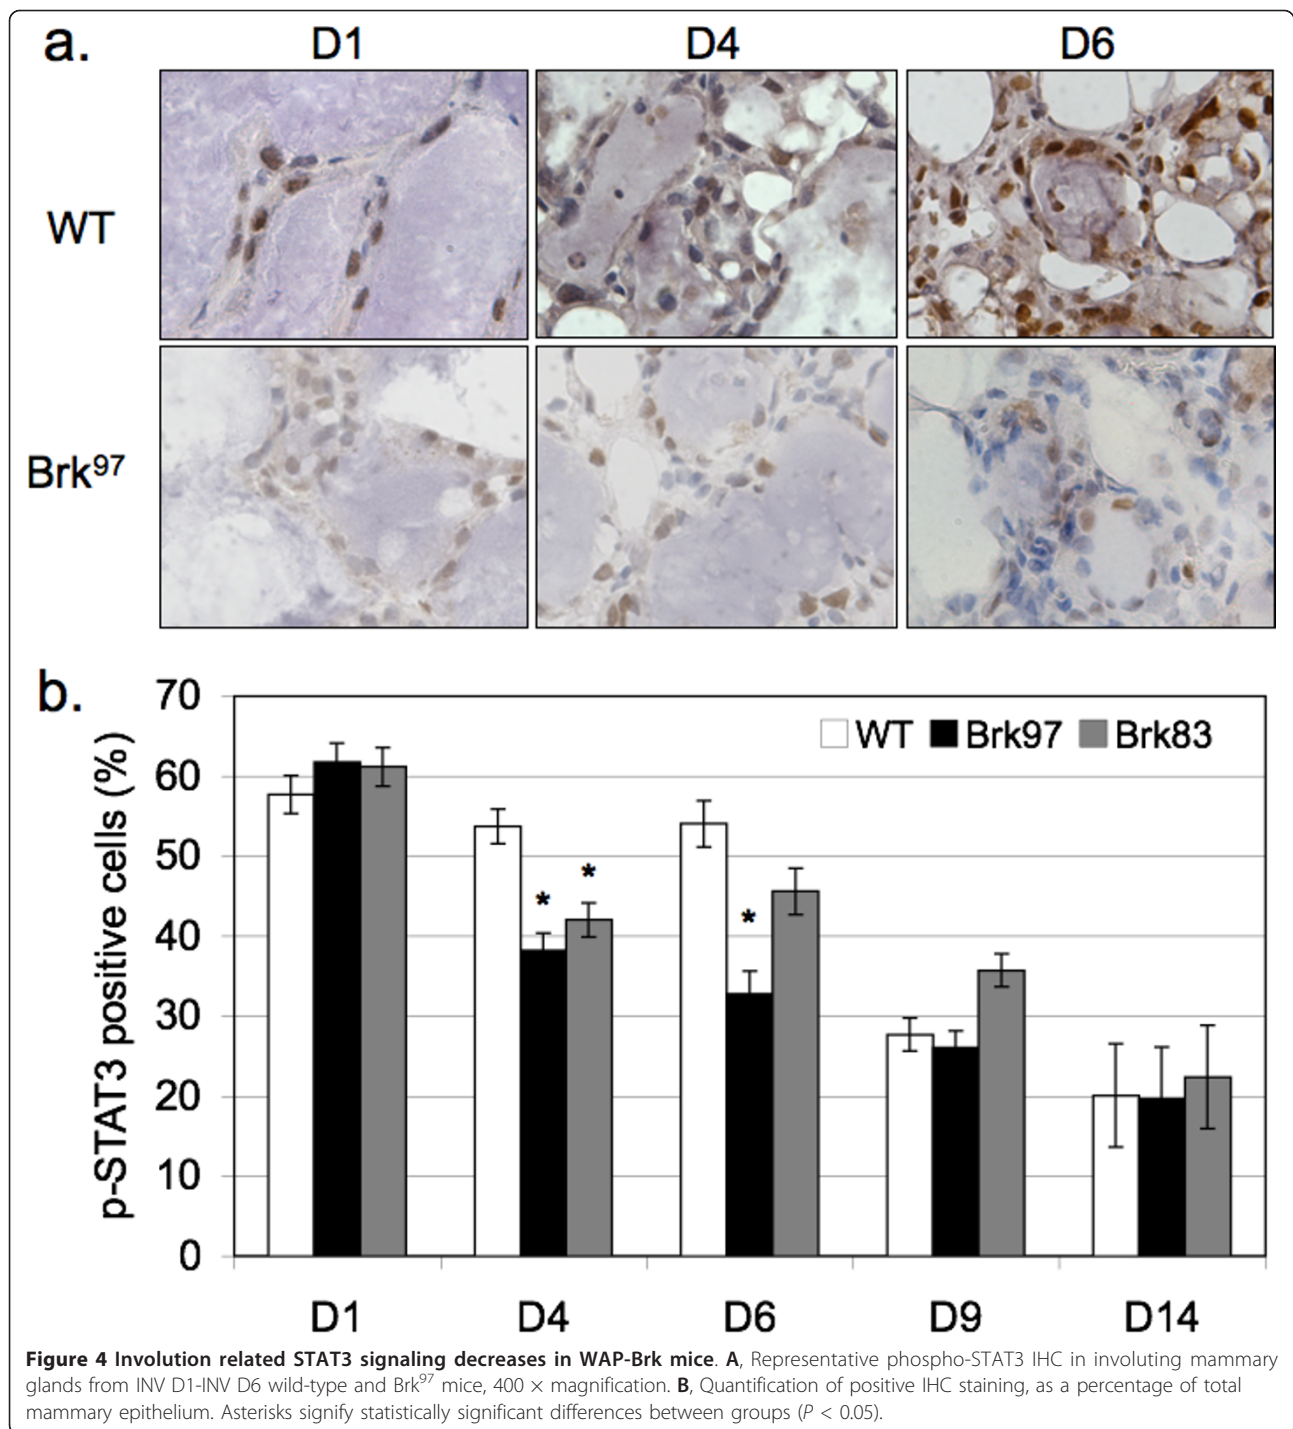 a.
D1 D4 D6
WT
Brk97
b.
70
60
50
40
30
20
10
0
p-STAT3 positive cells (%)
WT Brk97 Brk83
* *
*
D1 D4 D6 D9 D14
Figure 4 Involution related STAT3 signaling decreases in WAP-Brk mice. A, Representative phospho-STAT3 IHC in involuting mammary
glands from INV D1-INV D6 wild-type and Brk97 mice, 400 × magnification. B, Quantification of positive IHC staining, as a percentage of total
mammary epithelium. Asterisks signify statistically significant differences between groups (P < 0.05).